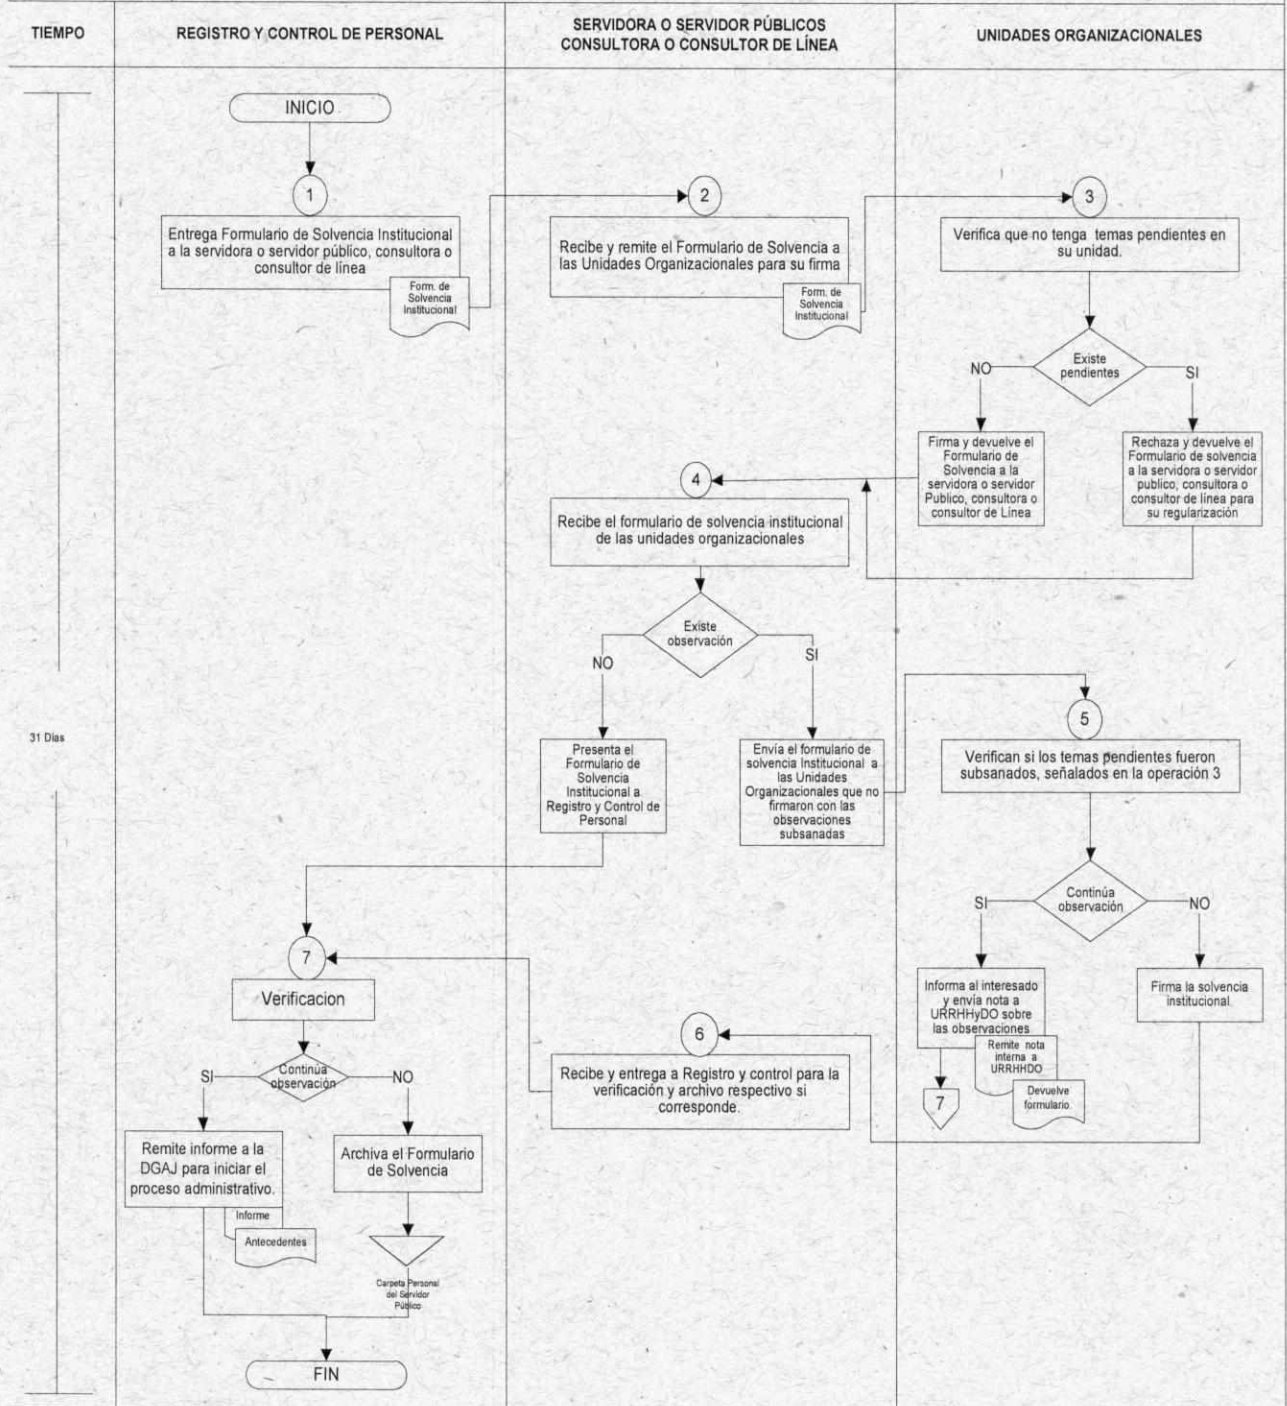 TIEMPO
REGISTRO Y CONTROL DE PERSONAL
SERVIDORA O SERVIDOR PÚBLICOS
CONSULTORA O CONSULTOR DE LÍNEA
UNIDADES ORGANIZACIONALES
INICIO
1
Entrega Formulario de Solvencia Institucional
a la servidora o servidor público, consultora o
consultor de línea
Form. de
Solvencia
Institucional
2
Recibe y remite el Formulario de Solvencia a
las Unidades Organizacionales para su firma
Form. de
Solvencia
Institucional
3
Verifica que no tenga temas pendientes en
su unidad.
Existe
pendientes
NO
SI
Firma y devuelve el
Formulario de
Solvencia a la
servidora o servidor
Publico, consultora o
consultor de Línea
Rechaza y devuelve el
Formulario de solvencia
a la servidora o servidor
publico, consultora o
consultor de línea para
su regularización
4
Recibe el formulario de solvencia institucional
de las unidades organizacionales
Existe
observación
NO
SI
Presenta el
Formulario de
Solvencia
Institucional a
Registro y Control de
Personal
Envía el formulario de
solvencia Institucional a
las Unidades
Organizacionales que no
firmaron con las
observaciones
subsanadas
31 Días
5
Verifican si los temas pendientes fueron
subsanados, señalados en la operación 3
Continúa
observación
SI
NO
Informa al interesado
y envía nota a
URRHHyDO sobre
las observaciones
Remite nota
interna a
URRHHDO
Devuelve
formulario
7
Firma la solvencia
institucional.
6
Recibe y entrega a Registro y control para la
verificación y archivo respectivo si
corresponde.
7
Verificacion
Continúa
observación
SI
NO
Remite informe a la
DGAJ para iniciar el
proceso administrativo.
Informe
Antecedentes
Archiva el Formulario
de Solvencia
Carpeta Personal
del Servidor
Público
FIN